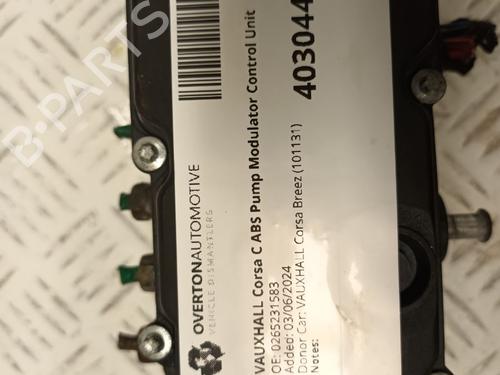 OVERTONAUTOMOTIVE
VEHICLE DISMANTLERS
VAUXHALL Corsa C ABS Pump Modulator Control Unit
OE: 0265231583
Added: 03/06/2024
Donor Car: VAUXHALL Corsa Breez (101131)
Notes:
403044
B-PARTS